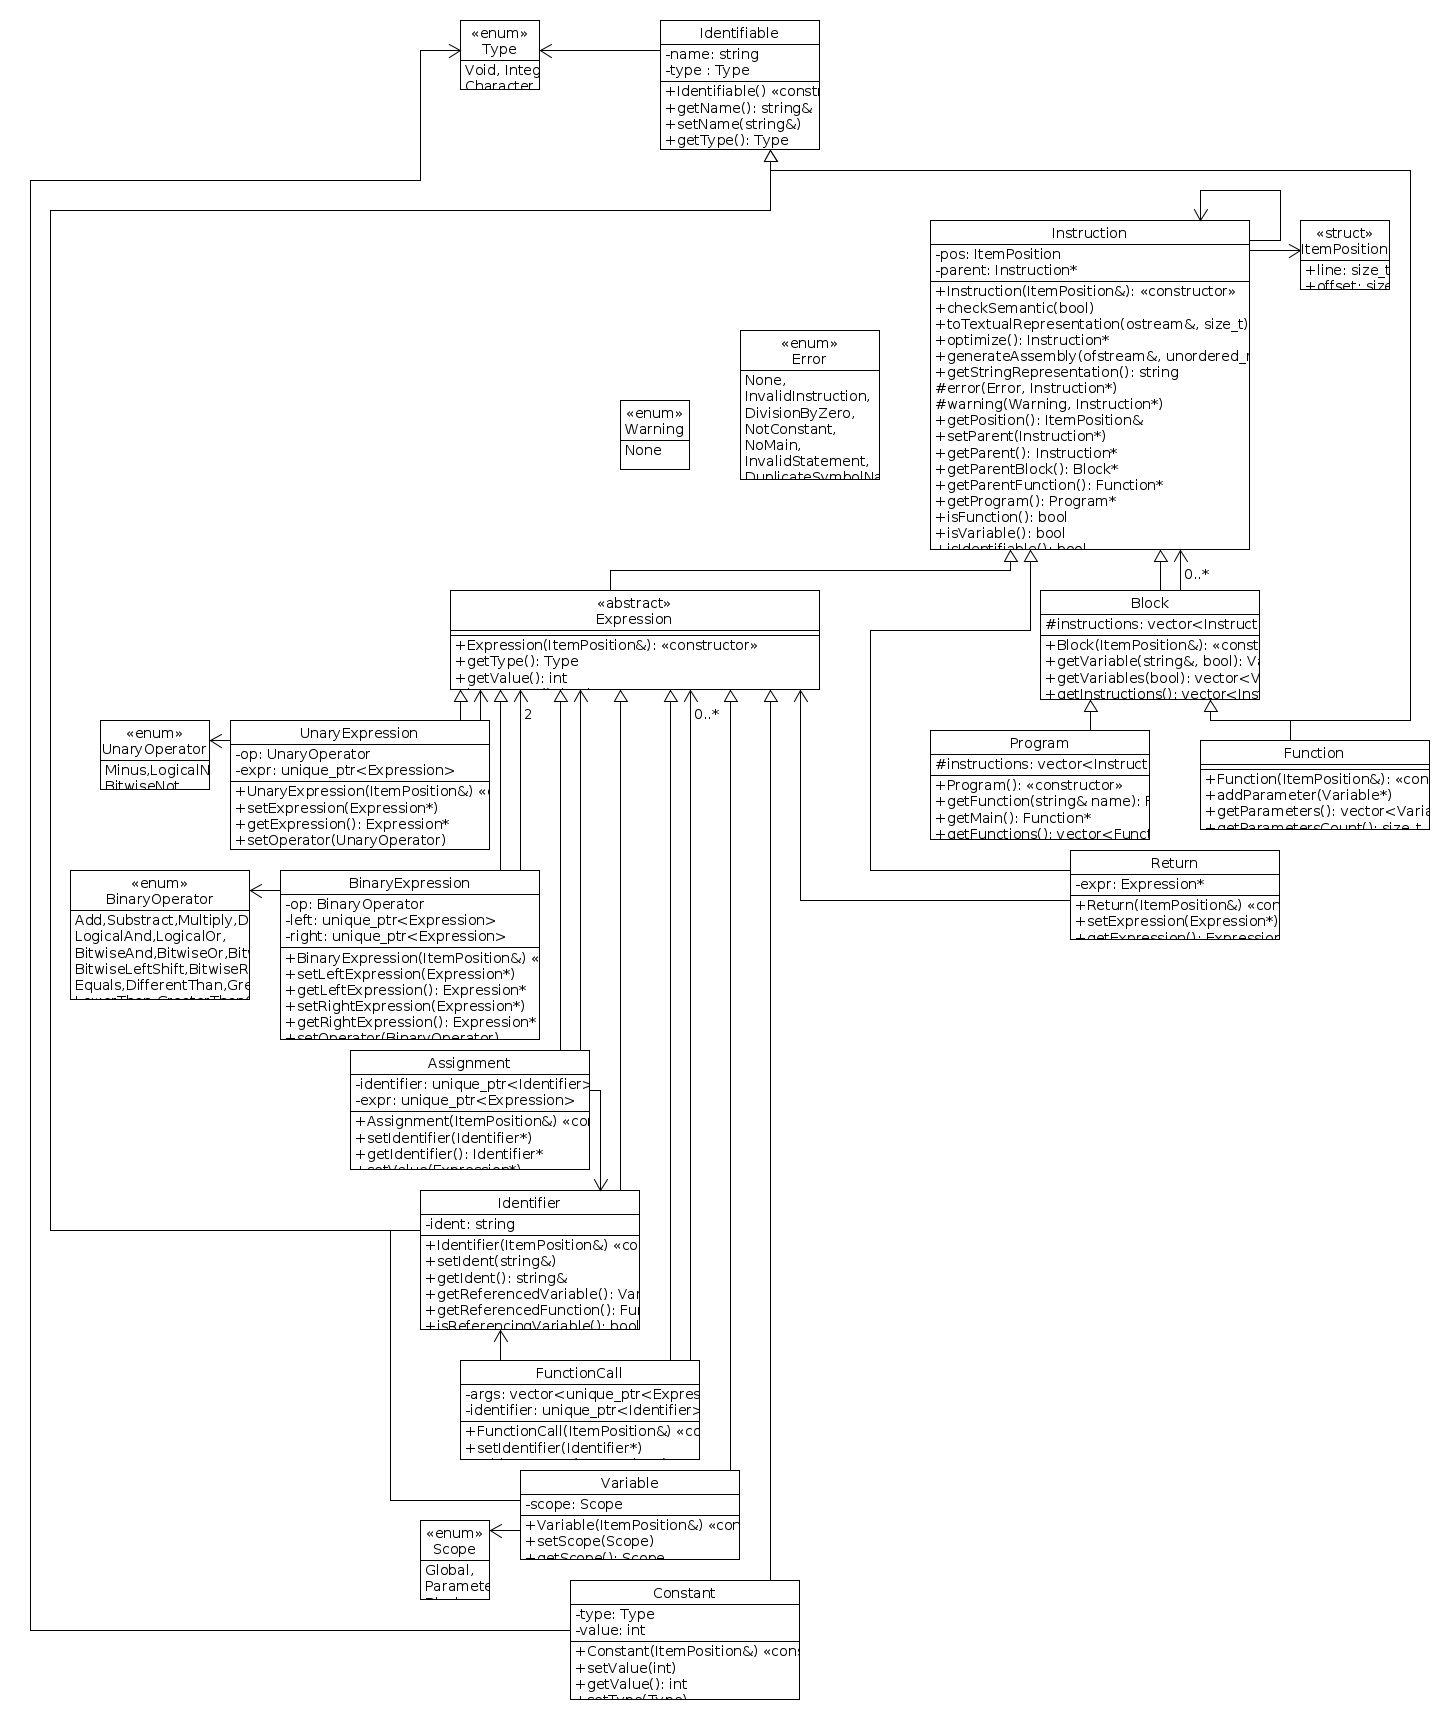 «enum»
Type
Void, Integ
Character
Identifiable
-name: string
-type : Type
+Identifiable() «constr
+getName(): string&
+setName(string&)
+getType(): Type
Instruction
-pos: ItemPosition
-parent: Instruction*
+Instruction(ItemPosition&): «constructor»
+checkSemantic(bool)
+toTextualRepresentation(ostream&, size_t)
+optimize(): Instruction*
+generateAssembly(ofstream&, unordered_m
+getStringRepresentation(): string
#error(Error, Instruction*)
#warning(Warning, Instruction*)
+getPosition(): ItemPosition&
+setParent(Instruction*)
+getParent(): Instruction*
+getParentBlock(): Block*
+getParentFunction(): Function*
+getProgram(): Program*
+isFunction(): bool
+isVariable(): bool
+isIdentifiable(): bool
«struct»
ItemPosition
+line: size_t
+offset: size
«enum»
Error
None,
InvalidInstruction,
DivisionByZero,
NotConstant,
NoMain,
InvalidStatement,
DuplicateSymbolNa
«enum»
Warning
None
0..*
«abstract»
Expression
+Expression(ItemPosition&): «constructor»
+getType(): Type
+getValue(): int
Block
#instructions: vector<Instruct
+Block(ItemPosition&): «const
+getVariable(string&, bool): Va
+getVariables(bool): vector<V
+getInstructions(): vector<Inst
2
0..*
«enum»
UnaryOperator
Minus,LogicalN
BitwiseNot
UnaryExpression
-op: UnaryOperator
-expr: unique_ptr<Expression>
+UnaryExpression(ItemPosition&) «c
+setExpression(Expression*)
+getExpression(): Expression*
+setOperator(UnaryOperator)
Program
#instructions: vector<Instruct
+Program(): «constructor»
+getFunction(string& name): F
+getMain(): Function*
+getFunctions(): vector<Funct
Function
+Function(ItemPosition&): «con
+addParameter(Variable*)
+getParameters(): vector<Varia
+getParametersCount(): size_t
Return
-expr: Expression*
+Return(ItemPosition&) «con
+setExpression(Expression*)
+getExpression(): Expression
«enum»
BinaryOperator
Add,Substract,Multiply,D
LogicalAnd,LogicalOr,
BitwiseAnd,BitwiseOr,Bitw
BitwiseLeftShift,BitwiseR
Equals,DifferentThan,Gre
LowerThan,GreaterThanO
BinaryExpression
-op: BinaryOperator
-left: unique_ptr<Expression>
-right: unique_ptr<Expression>
+BinaryExpression(ItemPosition&) «
+setLeftExpression(Expression*)
+getLeftExpression(): Expression*
+setRightExpression(Expression*)
+getRightExpression(): Expression*
+setOperator(BinaryOperator)
Assignment
-identifier: unique_ptr<Identifier>
-expr: unique_ptr<Expression>
+Assignment(ItemPosition&) «con
+setIdentifier(Identifier*)
+getIdentifier(): Identifier*
+setValue(Expression*)
Identifier
-ident: string
+Identifier(ItemPosition&) «co
+setIdent(string&)
+getIdent(): string&
+getReferencedVariable(): Var
+getReferencedFunction(): Fun
+isReferencingVariable(): bool
FunctionCall
-args: vector<unique_ptr<Expres
-identifier: unique_ptr<Identifier>
+FunctionCall(ItemPosition&) «co
+setIdentifier(Identifier*)
Variable
-scope: Scope
+Variable(ItemPosition&) «con
+setScope(Scope)
+getScope(): Scope
«enum»
Scope
Global,
Paramete
Constant
-type: Type
-value: int
+Constant(ItemPosition&) «cons
+setValue(int)
+getValue(): int
+setType(Type)